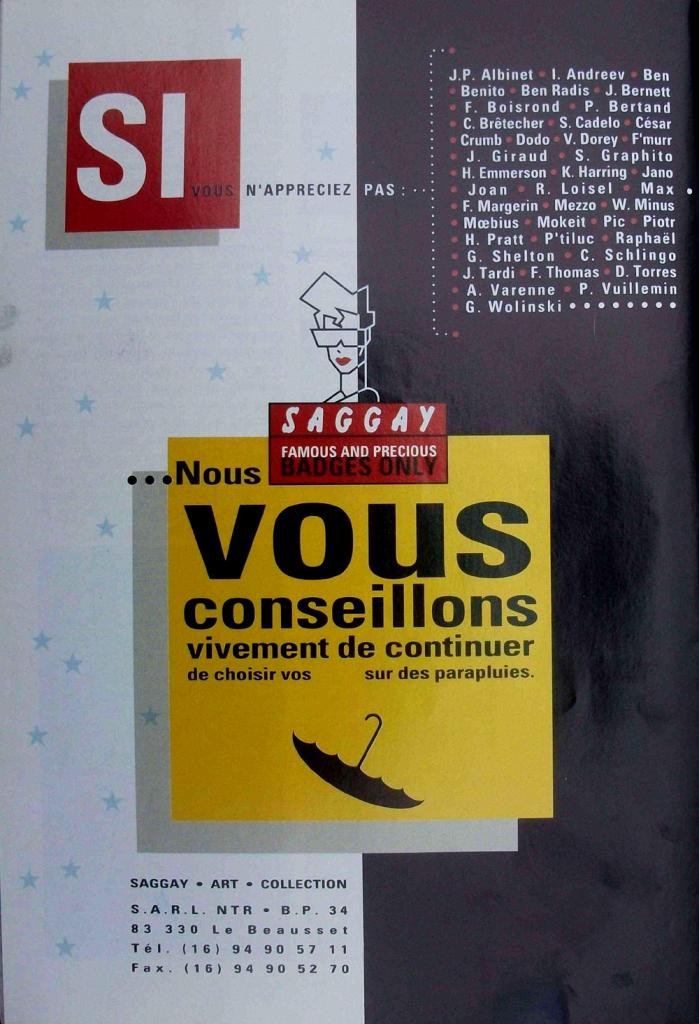 SI
VOUS N'APPRECIEZ PAS :
J.P. Albinet • I. Andreev • Ben
• Benito • Ben Radis • J. Bernett
• F. Boisrond • P. Bertand
• C. Brêtecher • S. Cadelo • César
Crumb • Dodo • V. Dorey • F'murr
• J. Giraud • S. Graphito
H. Emmerson • K. Harring • Jano
• Joan • R. Loisel • Max •
F. Margerin • Mezzo • W. Minus
Mœbius • Mokeit • Pic • Piotr
• H. Pratt • P'tiluc • Raphaël
• G. Shelton • C. Schlingo
• J. Tardi • F. Thomas • D. Torres
• A. Varenne • P. Vuillemin
G. Wolinski • • • • • • • •
SAGGAY
FAMOUS AND PRECIOUS
BADGES ONLY
...Nous
vous
conseillons
vivement de continuer
de choisir vos sur des parapluies.
SAGGAY • ART • COLLECTION
S.A.R.L. NTR • B.P. 34
83 330 Le Beausset
Tél. (16) 94 90 57 11
Fax. (16) 94 90 52 70